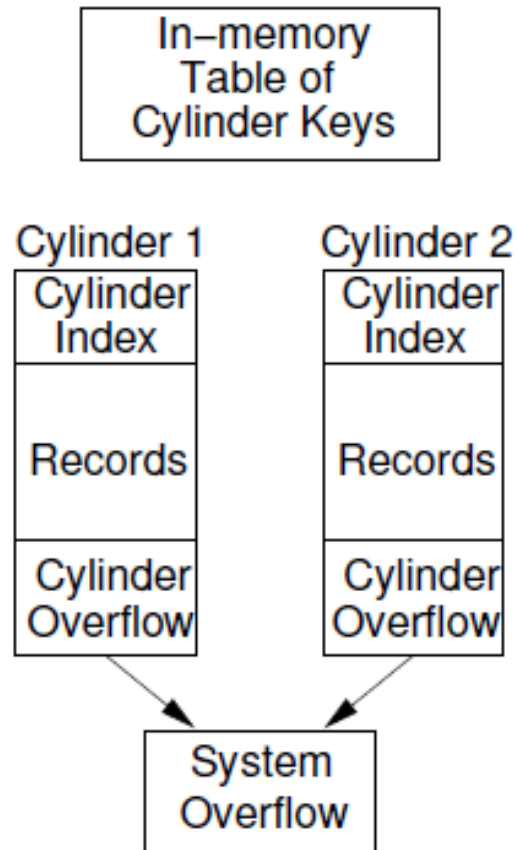 In-memory
Table of
Cylinder Keys
Cylinder 1
Cylinder
Index
Records
Cylinder
Overflow
Cylinder 2
Cylinder
Index
Records
Cylinder
Overflow
System
Overflow